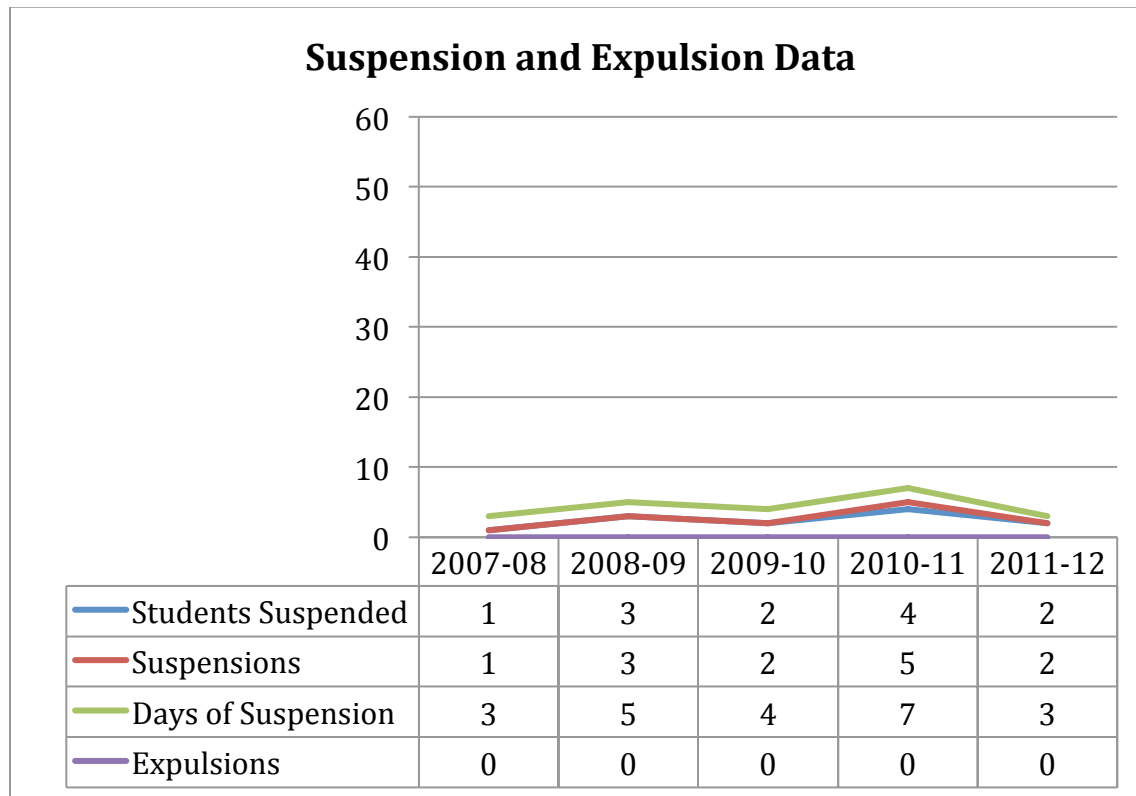 Suspension and Expulsion Data
60
50
40
30
20
10
0
2007-08 2008-09 2009-10 2010-11 2011-12
Students Suspended 1 3 2 4 2
Suspensions 1 3 2 5 2
Days of Suspension 3 5 4 7 3
Expulsions 0 0 0 0 0